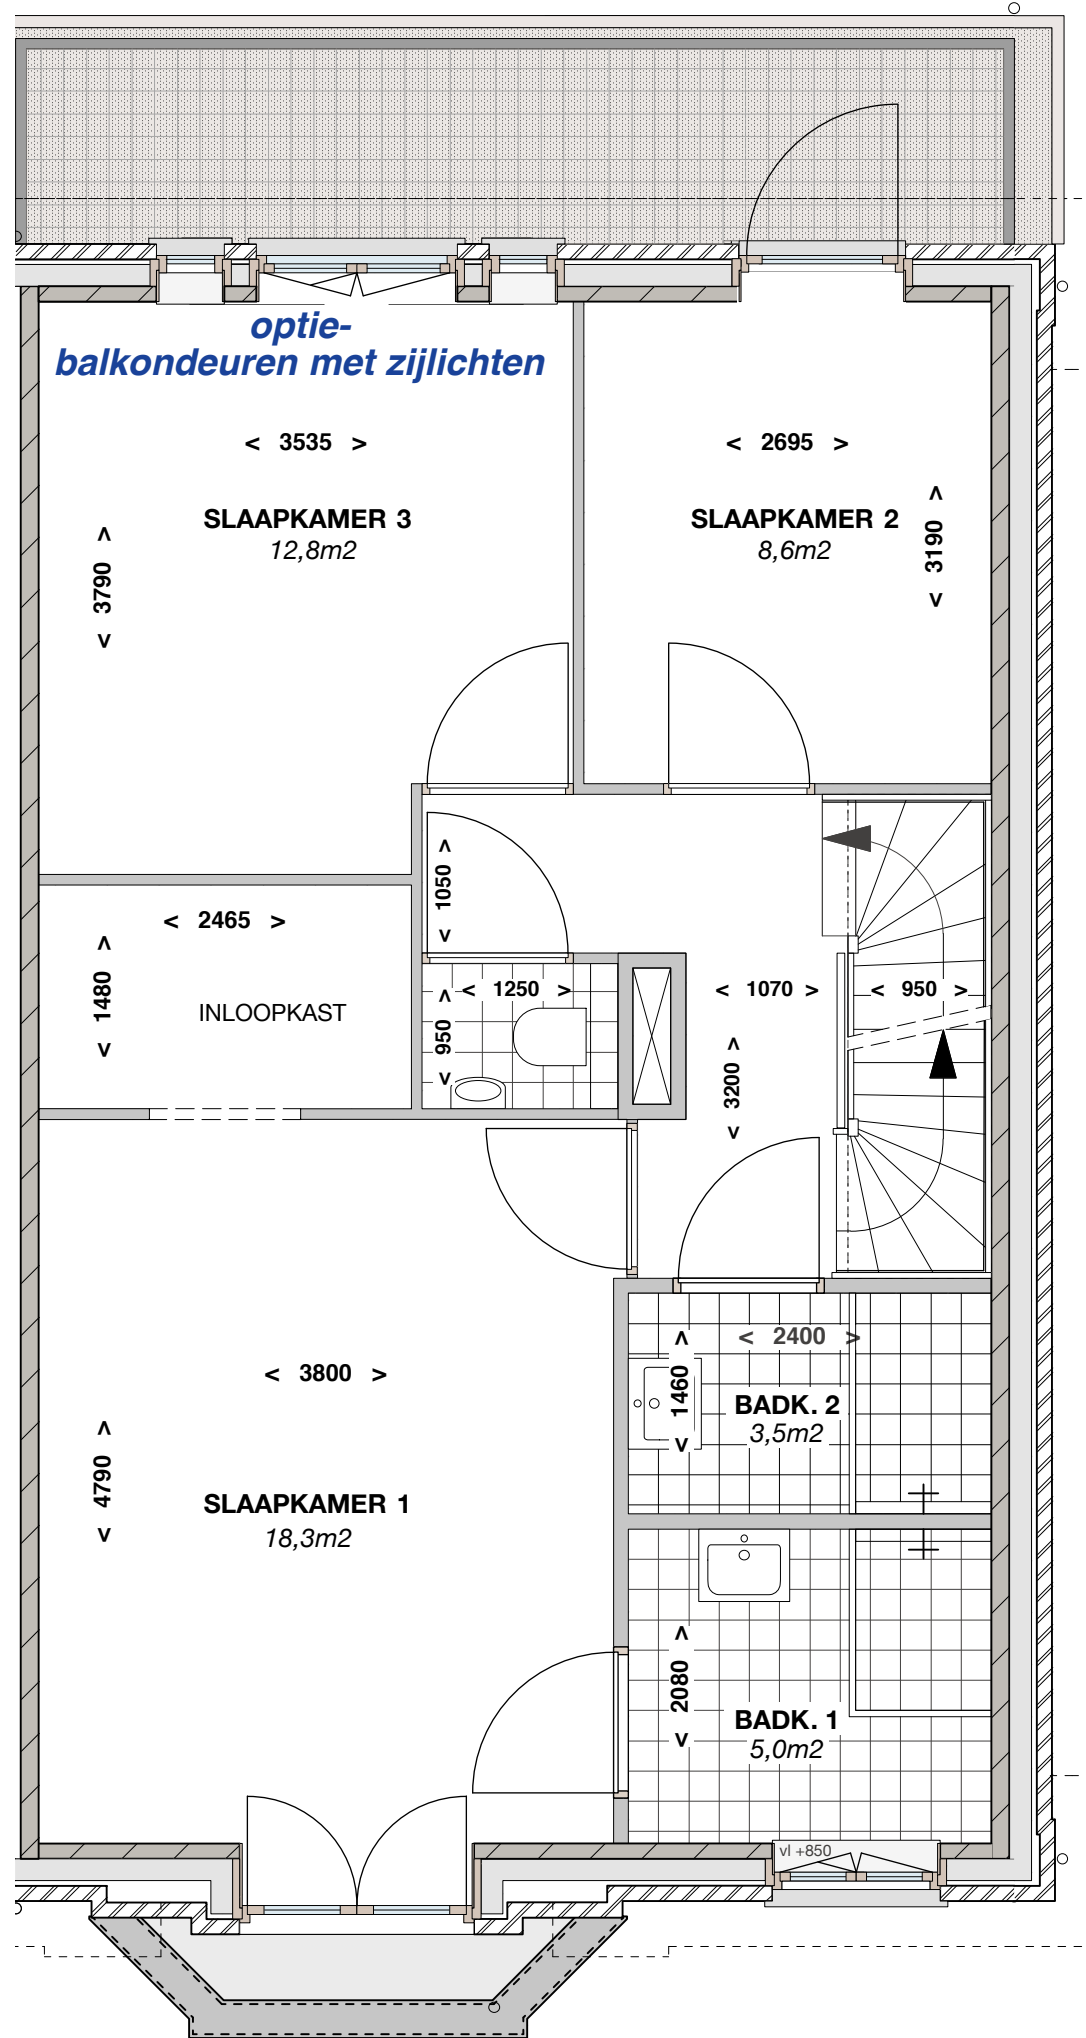 optie-
balkondeuren met zijlichten
< 3535 >
< 2695 >
SLAAPKAMER 3
12,8m2
SLAAPKAMER 2
8,6m2
< 3790 >
< 3190 >
< 1050 >
< 2465 >
< 1480 >
INLOOPKAST
< 1250 >
< 950 >
< 1070 >
< 950 >
< 3200 >
< 2400 >
< 1460 >
BADK. 2
3,5m2
< 3800 >
< 4790 >
SLAAPKAMER 1
18,3m2
< 2080 >
BADK. 1
5,0m2
vl +850